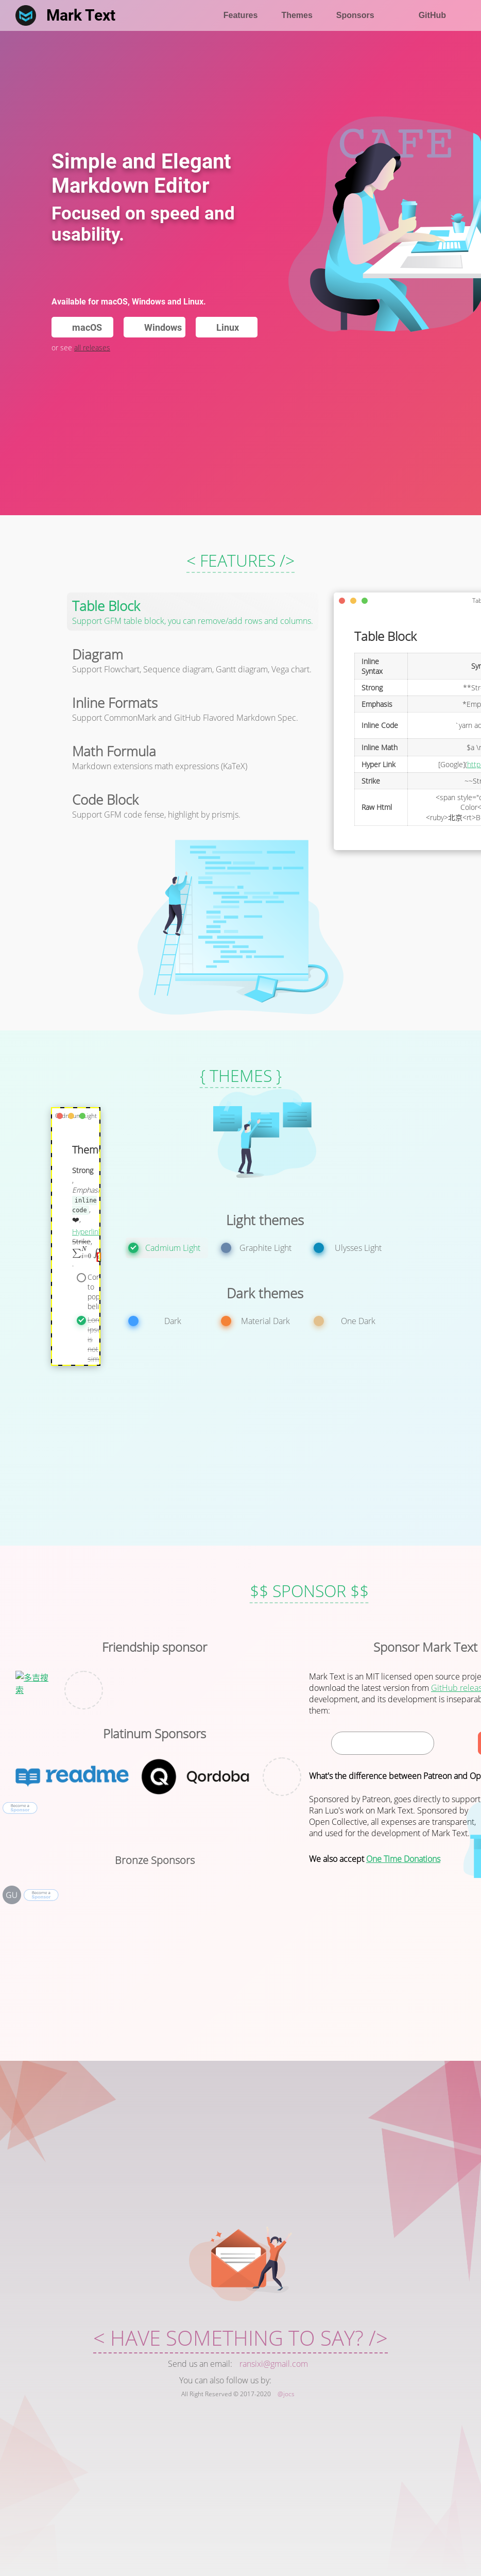 Mark Text
Features
Themes
Sponsors
GitHub
CAFE
Simple and Elegant
Markdown Editor
Focused on speed and
usability.
Available for macOS, Windows and Linux.
macOS
Windows
Linux
or see all releases
< FEATURES />
Table Block
Support GFM table block, you can remove/add rows and columns.
Diagram
Support Flowchart, Sequence diagram, Gantt diagram, Vega chart.
Inline Formats
Support CommonMark and GitHub Flavored Markdown Spec.
Math Formula
Markdown extensions math expressions (KaTeX)
Code Block
Support GFM code fense, highlight by prismjs.
Table Block
Inline
Syntax
Strong
**Str
Emphasis
*Emp
Inline Code
Inline Math
Hyper Link
[Google](http
Strike
~~Str
Raw Html
<span style="c
Color<
<ruby>北京<rt>B
{ THEMES }
Them
Strong
,
Emphas
inline
code,
❤,
Hyperlin
Strike,
Cor
to
pop
beli
Lore
ipsu
is
not
sim
Light themes
Cadmium Light
Graphite Light
Ulysses Light
Dark themes
Dark
Material Dark
One Dark
$$ SPONSOR $$
Friendship sponsor
多吉搜
索
Platinum Sponsors
readme
Qordoba
Become a
Sponsor
Bronze Sponsors
GU
Become a
Sponsor
Sponsor Mark Text
Mark Text is an MIT licensed open source proje
download the latest version from GitHub releas
development, and its development is inseparab
them:
What's the difference between Patreon and Op
Sponsored by Patreon, goes directly to support
Ran Luo's work on Mark Text. Sponsored by
Open Collective, all expenses are transparent,
and used for the development of Mark Text.
We also accept One Time Donations
< HAVE SOMETHING TO SAY? />
Send us an email: ransixi@gmail.com
You can also follow us by:
All Right Reserved © 2017-2020 @Jocs